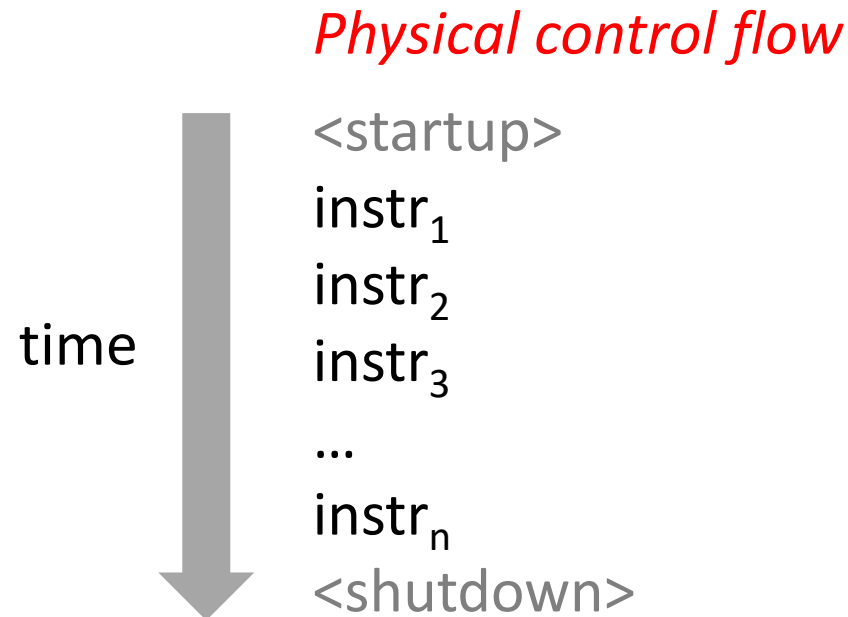 Physical control flow
<startup>
instr₁
instr₂
instr₃
time
...
instrₙ
<shutdown>